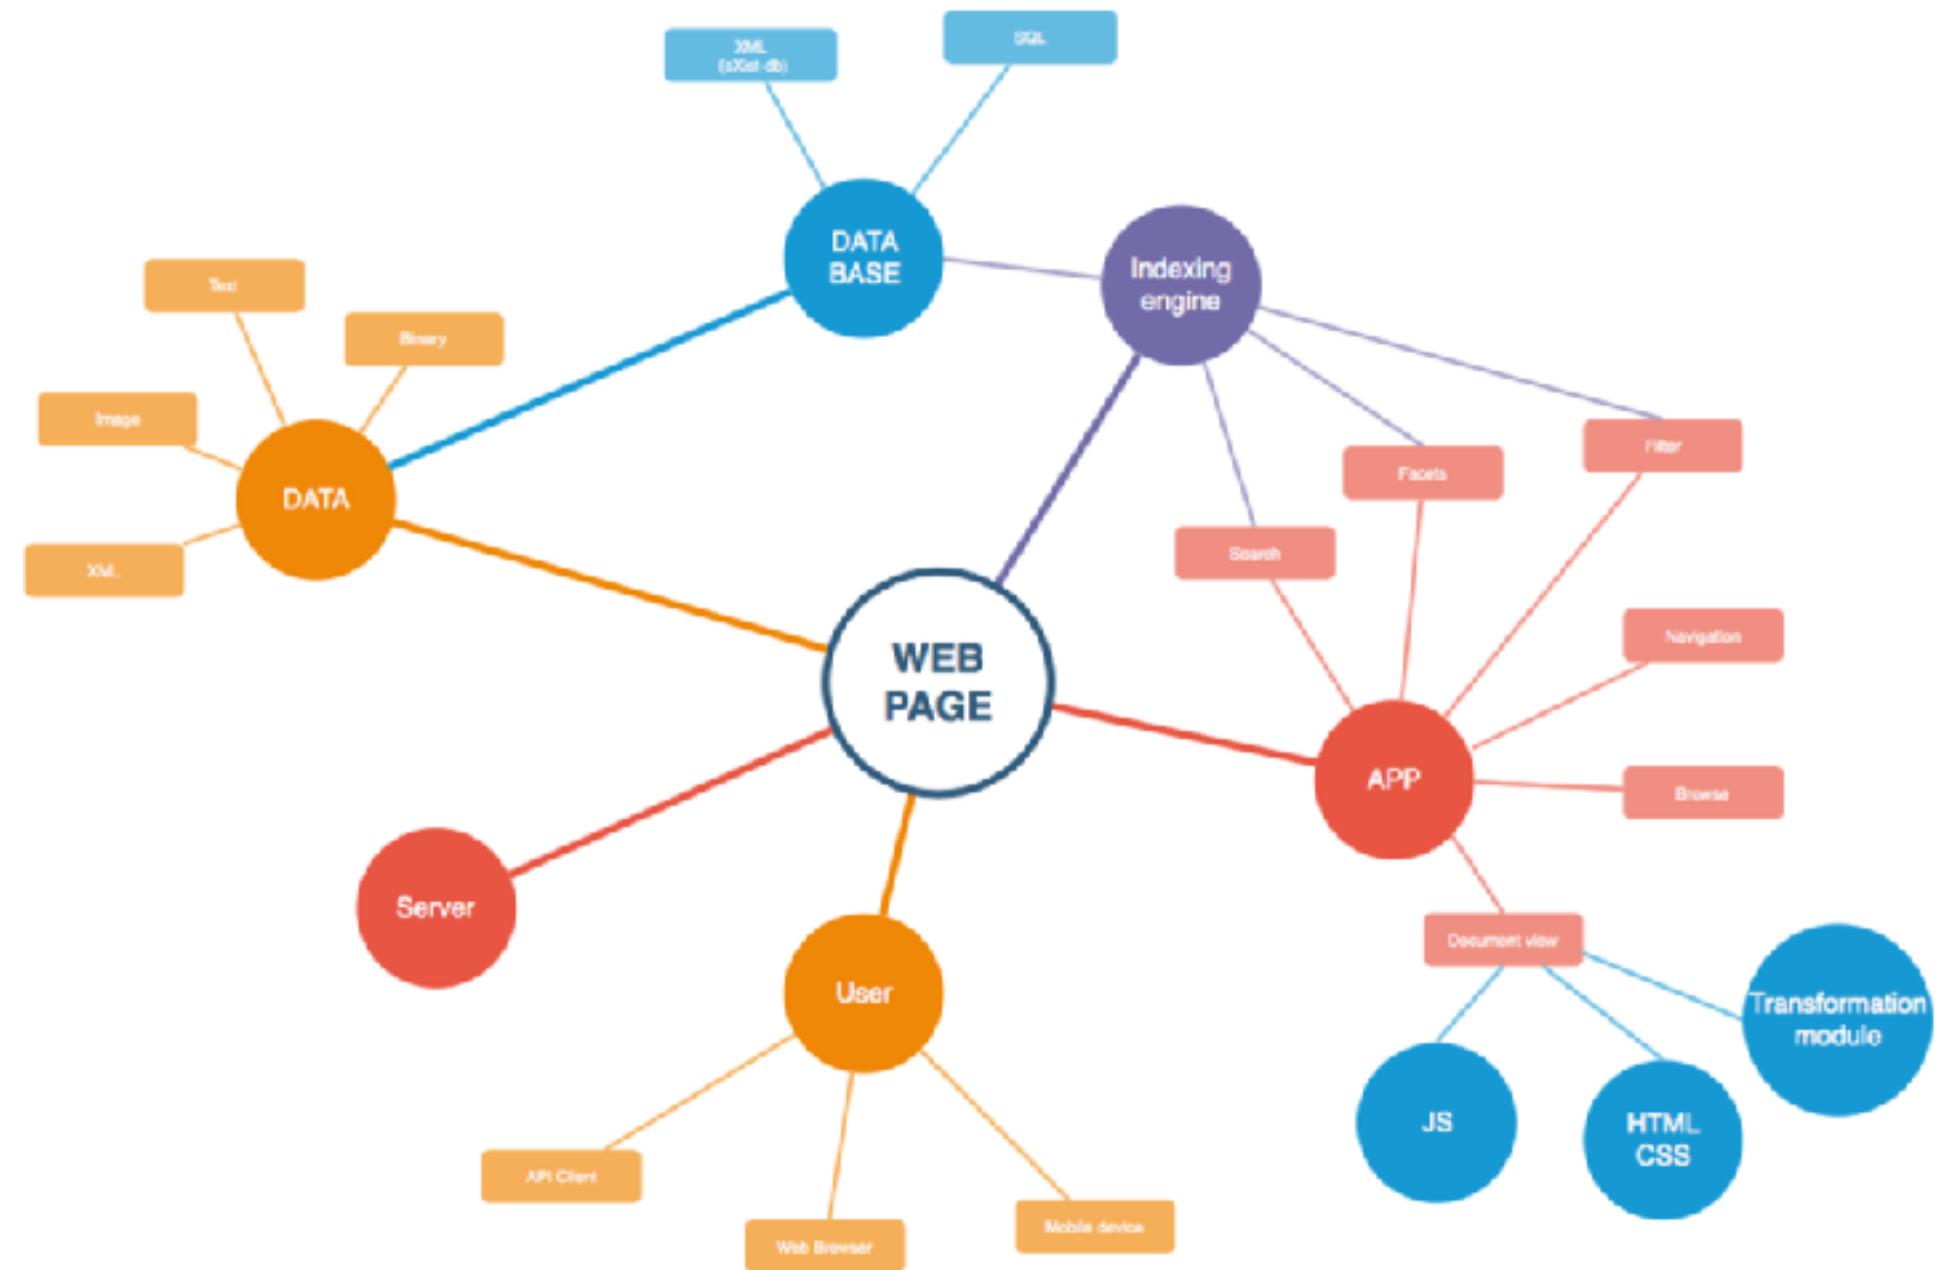 XML
(eXist-db)
SQL
DATA
BASE
Indexing
engine
Text
Binary
Image
DATA
XML
Filter
Facets
Search
Navigation
WEB
PAGE
APP
Browse
Server
Document view
User
Transformation
module
JS
HTML
CSS
API Client
Web Browser
Mobile device